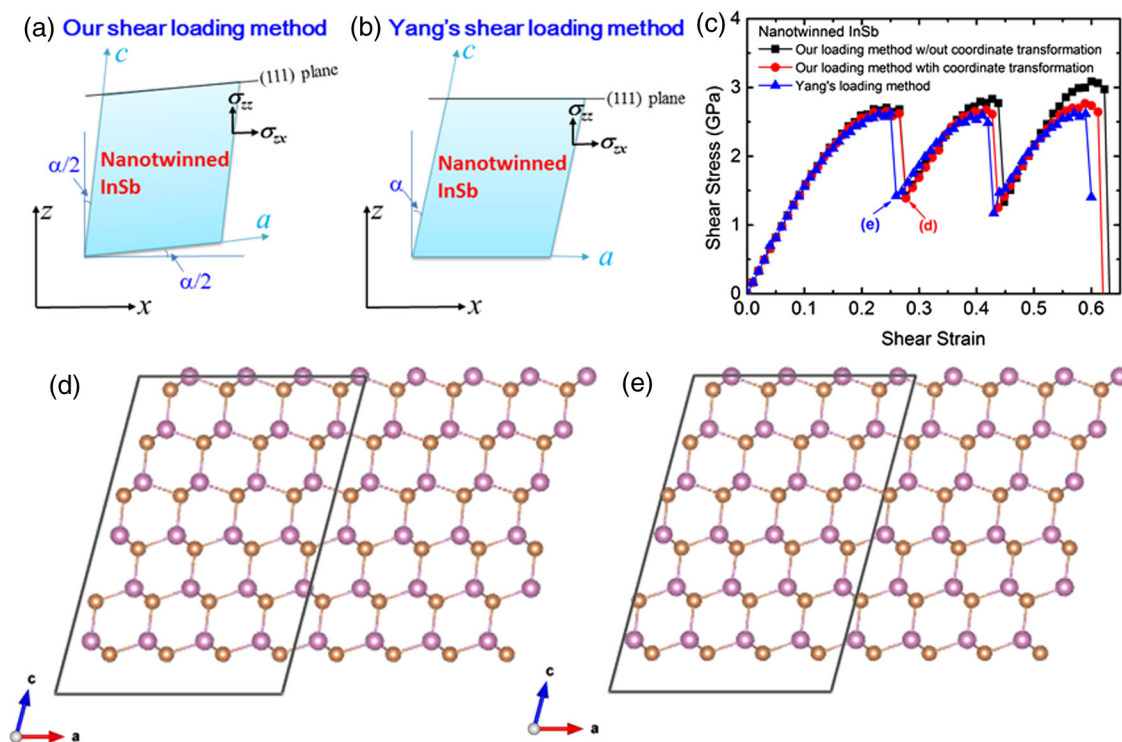 (a) Our shear loading method
c
(111) plane
σzz
σzx
Nanotwinned
InSb
α/2
a
z
α/2
x
(b) Yang's shear loading method
c
(111) plane
σzz
σzx
Nanotwinned
InSb
α
a
z
x
(c)
Nanotwinned InSb
Our loading method w/out coordinate transformation
Our loading method wtih coordinate transformation
Yang's loading method
Shear Stress (GPa)
4
3
2
1
0
(e)
(d)
0.0 0.1 0.2 0.3 0.4 0.5 0.6
Shear Strain
(d)
c
a
(e)
c
a